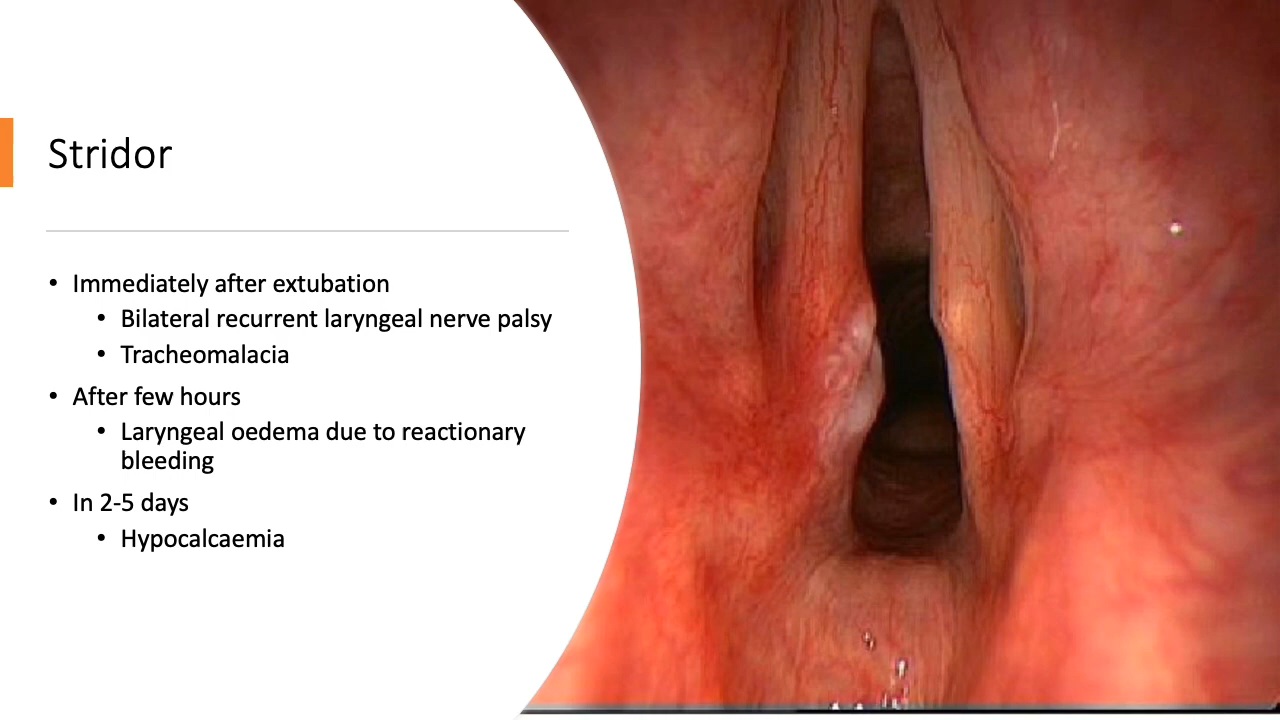 Stridor
• Immediately after extubation
• Bilateral recurrent laryngeal nerve palsy
• Tracheomalacia
• After few hours
• Laryngeal oedema due to reactionary
bleeding
• In 2-5 days
• Hypocalcaemia